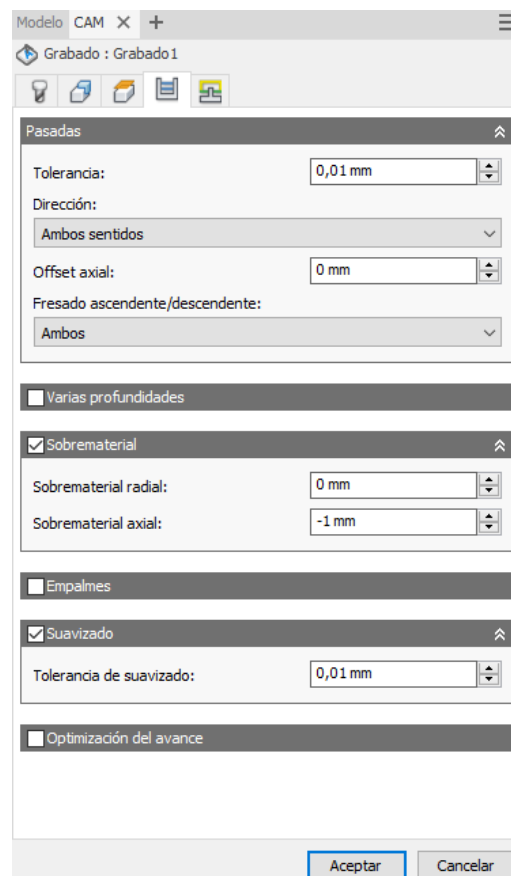 Modelo CAM
Grabado : Grabado1
Pasadas
Tolerancia: 0,01 mm
Dirección:
Ambos sentidos
Offset axial: 0 mm
Fresado ascendente/descendente:
Ambos
Varias profundidades
Sobrematerial
Sobrematerial radial: 0 mm
Sobrematerial axial: -1 mm
Empalmes
Suavizado
Tolerancia de suavizado: 0,01 mm
Optimización del avance
Aceptar Cancelar